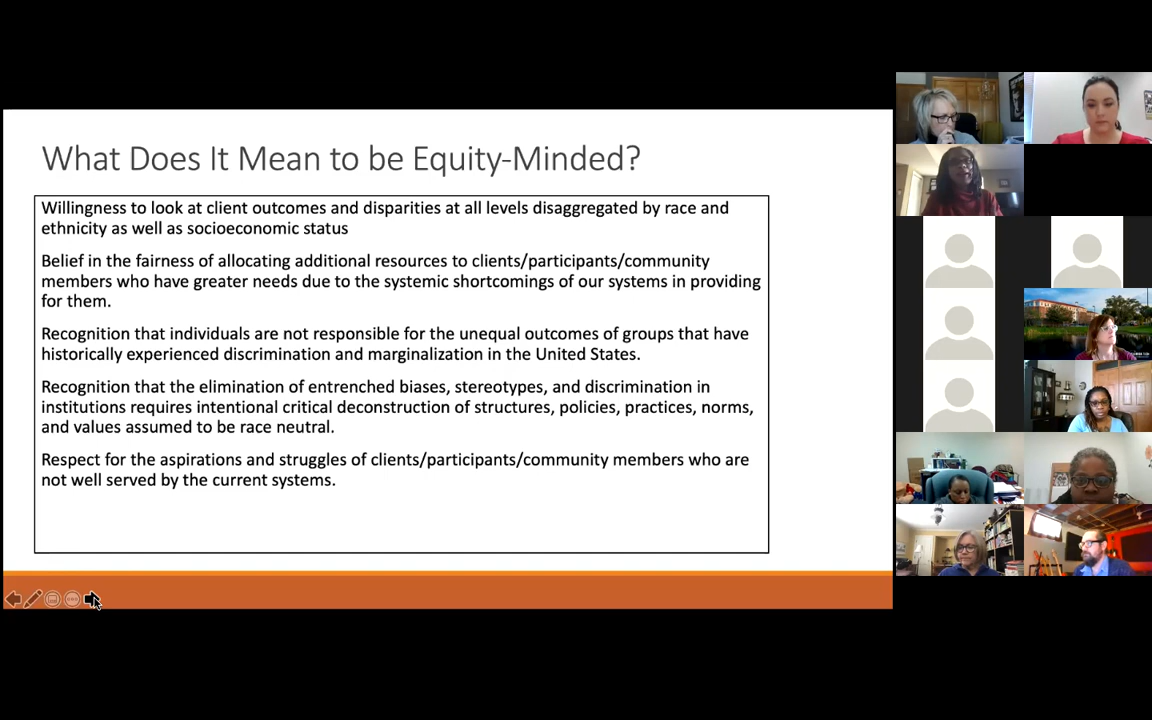 What Does It Mean to be Equity-Minded?
Willingness to look at client outcomes and disparities at all levels disaggregated by race and
ethnicity as well as socioeconomic status
Belief in the fairness of allocating additional resources to clients/participants/community
members who have greater needs due to the systemic shortcomings of our systems in providing
for them.
Recognition that individuals are not responsible for the unequal outcomes of groups that have
historically experienced discrimination and marginalization in the United States.
Recognition that the elimination of entrenched biases, stereotypes, and discrimination in
institutions requires intentional critical deconstruction of structures, policies, practices, norms,
and values assumed to be race neutral.
Respect for the aspirations and struggles of clients/participants/community members who are
not well served by the current systems.